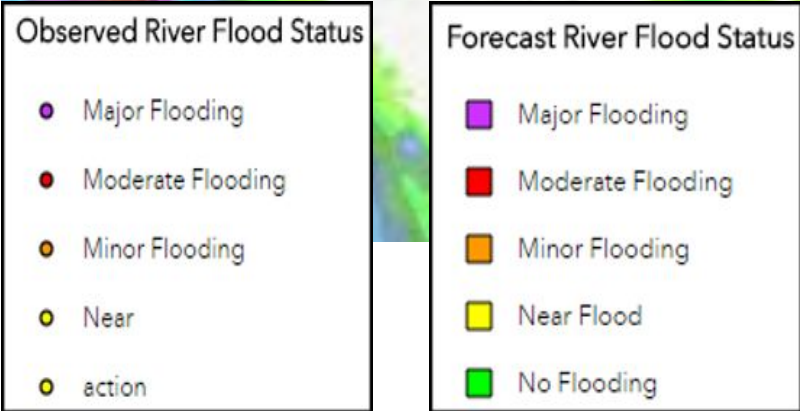 Observed River Flood Status
Major Flooding
Moderate Flooding
Minor Flooding
Near
action
Forecast River Flood Status
Major Flooding
Moderate Flooding
Minor Flooding
Near Flood
No Flooding